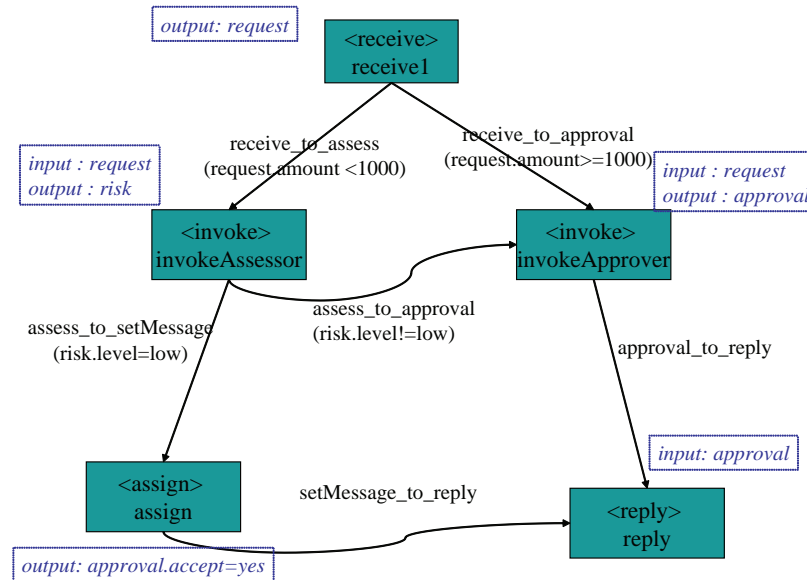 output: request
<receive>
receive1
receive_to_assess
(request.amount <1000)
receive_to_approval
(request.amount>=1000)
input : request
output : risk
input : request
output : approval
<invoke>
invokeAssessor
<invoke>
invokeApprover
assess_to_setMessage
(risk.level=low)
assess_to_approval
(risk.level!=low)
approval_to_reply
input: approval
<assign>
assign
setMessage_to_reply
<reply>
reply
output: approval.accept=yes